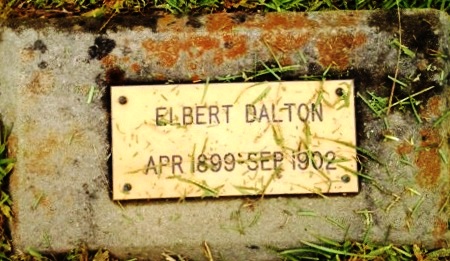 ELBERT DALTON
APR 1899-SEP 1902